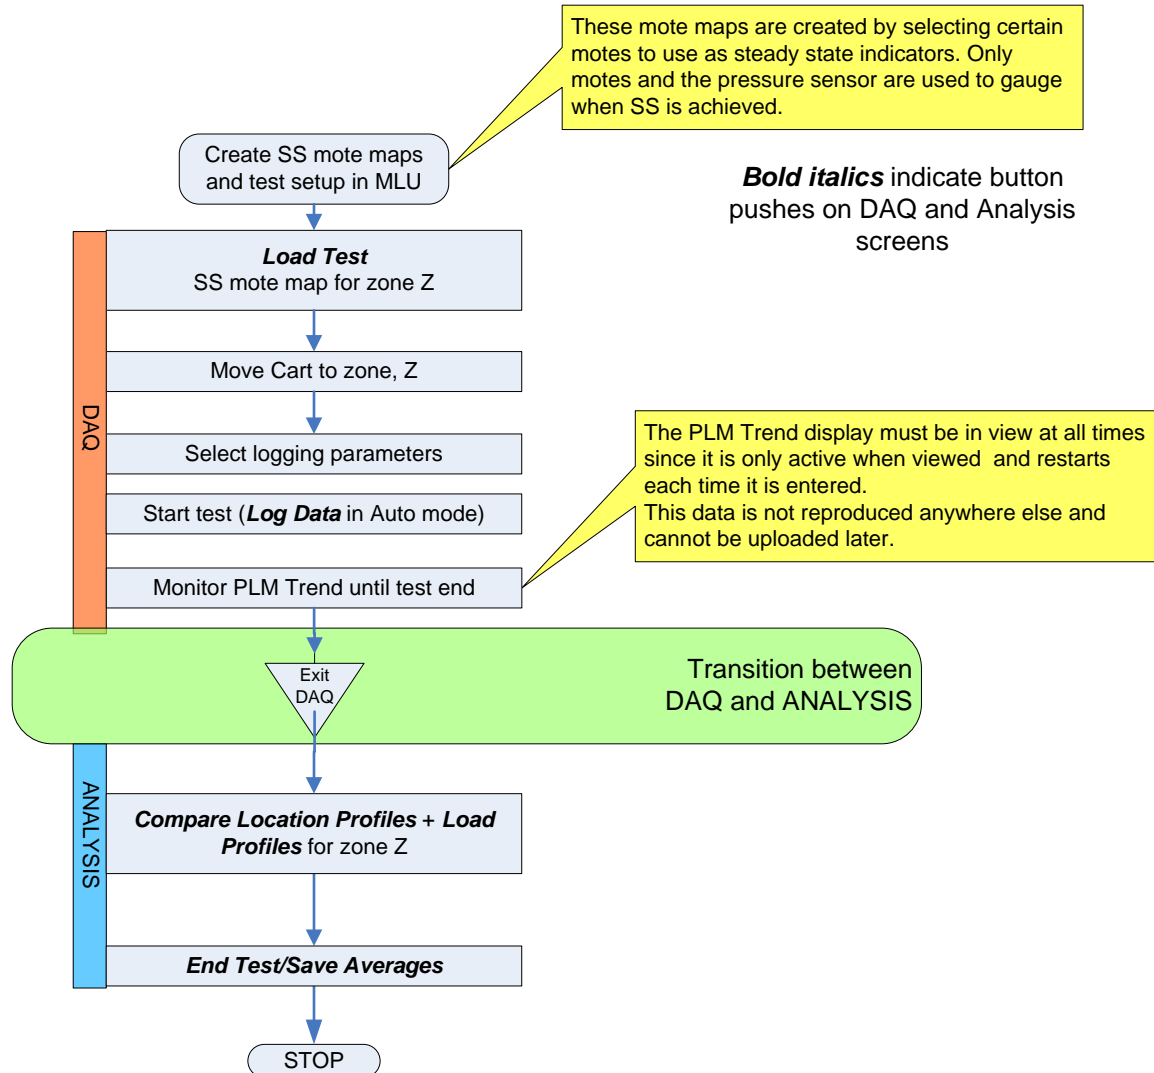 These mote maps are created by selecting certain
motes to use as steady state indicators. Only
motes and the pressure sensor are used to gauge
when SS is achieved.
Create SS mote maps
and test setup in MLU
Bold italics indicate button
pushes on DAQ and Analysis
screens
DAQ
Load Test
SS mote map for zone Z
Move Cart to zone, Z
Select logging parameters
Start test (Log Data in Auto mode)
Monitor PLM Trend until test end
The PLM Trend display must be in view at all times
since it is only active when viewed and restarts
each time it is entered.
This data is not reproduced anywhere else and
cannot be uploaded later.
Exit
DAQ
Transition between
DAQ and ANALYSIS
ANALYSIS
Compare Location Profiles + Load
Profiles for zone Z
End Test/Save Averages
STOP